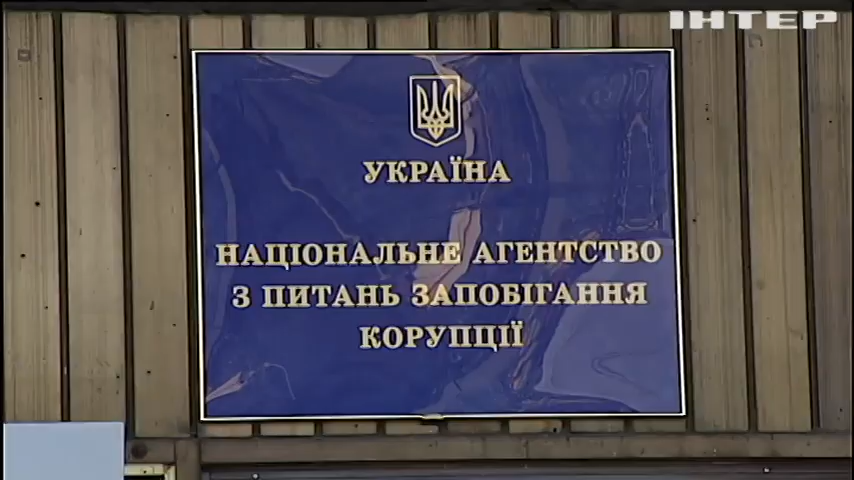 ІНТЕР
УКРАЇНА
НАЦІОНАЛЬНЕ АГЕНТСТВО
З ПИТАНЬ ЗАПОБІГАННЯ
КОРУПЦІЇ